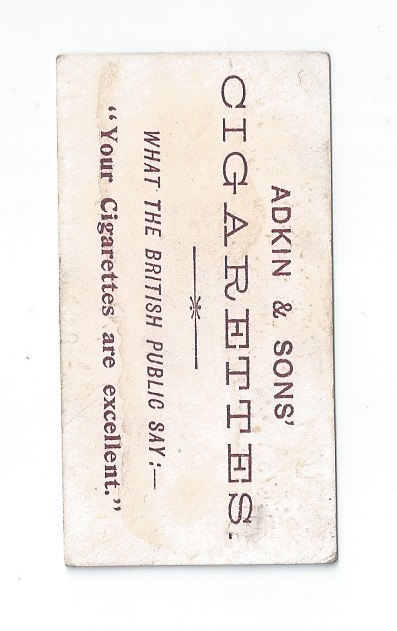 ADKIN & SONS'
CIGARETTES.
WHAT THE BRITISH PUBLIC SAY:—
"Your Cigarettes are excellent."